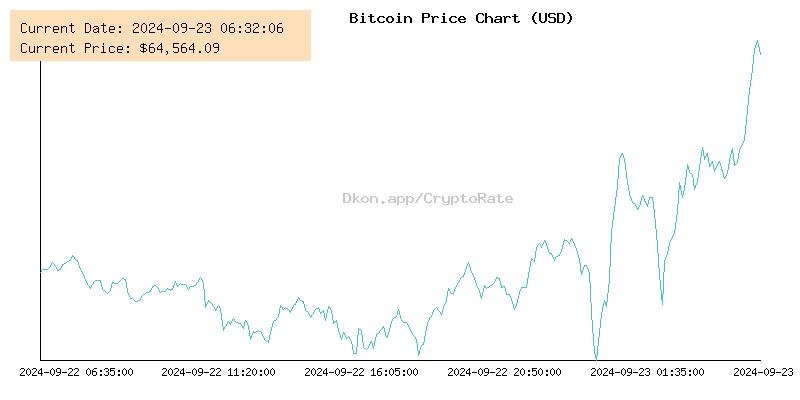 Bitcoin Price Chart (USD)
Current Date: 2024-09-23 06:32:06
Current Price: $64,564.09
Dkon.app/CryptoRate
2024-09-22 06:35:00 2024-09-22 11:20:00 2024-09-22 16:05:00 2024-09-22 20:50:00 2024-09-23 01:35:00 2024-09-23